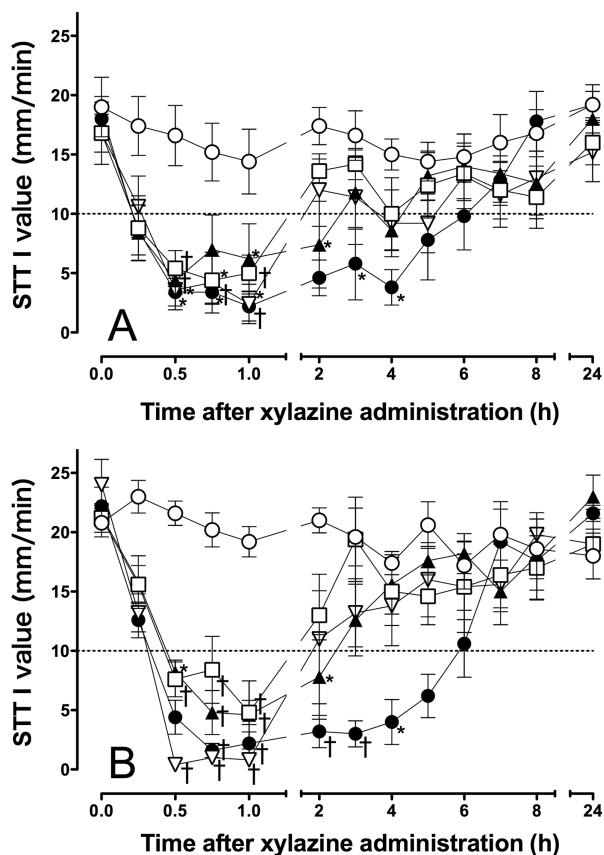 25
20
15
10
5
0
STT I value (mm/min)
A
* † * † * * * † * † * † * * *
0.0 0.5 1.0 2 4 6 8 24
Time after xylazine administration (h)
25
20
15
10
5
0
STT I value (mm/min)
B
* † † † † † † † † † † * † † *
0.0 0.5 1.0 2 4 6 8 24
Time after xylazine administration (h)